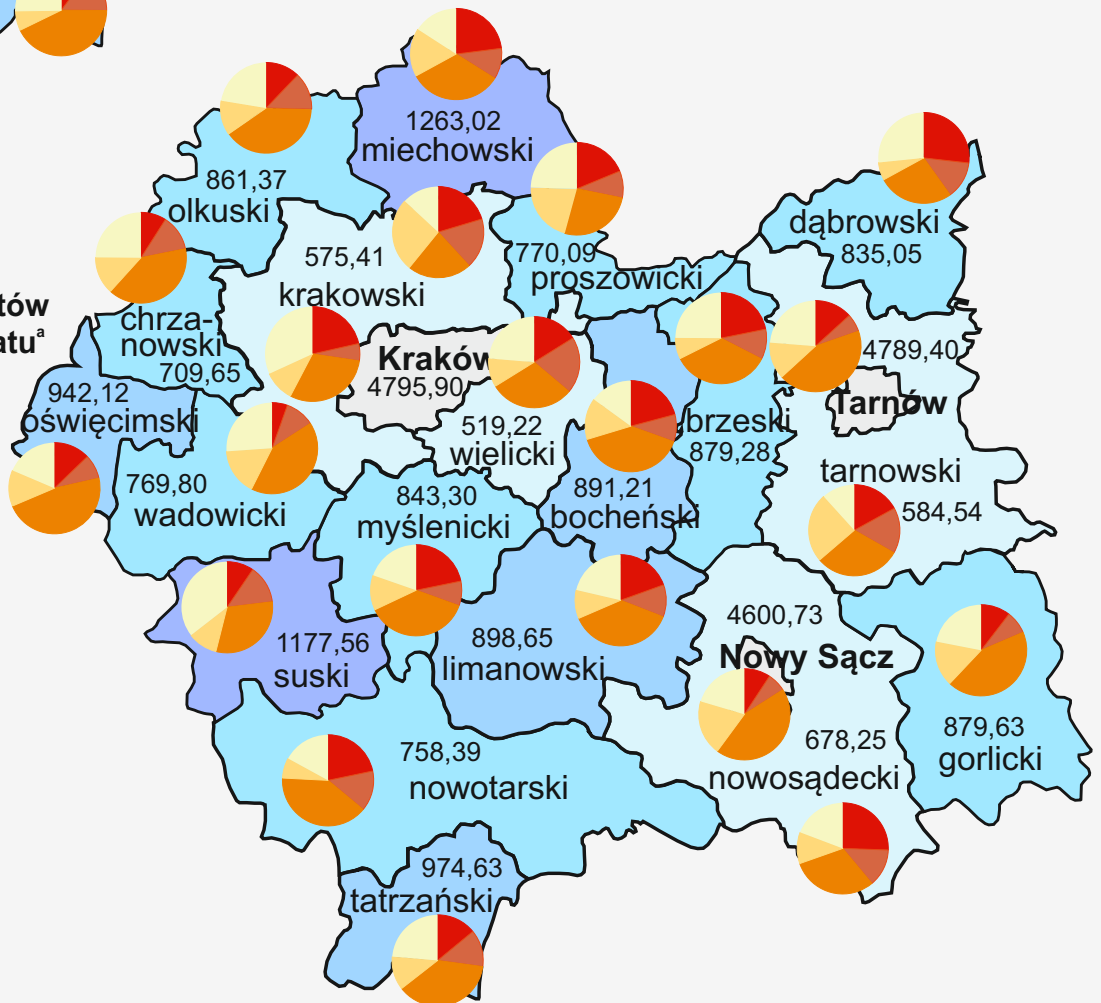 1263,02
miechowski
861,37
olkuski
dąbrowski
835,05
575,41
krakowski
770,09
proszowicki
tów
atuᵃ
chrza-
nowski
709,65
Kraków
4795,90
4789,40
Tarnów
942,12
oświęcimski
519,22
wielicki
brzeski
879,28
tarnowski
584,54
769,80
wadowicki
843,30
myślenicki
891,21
bocheński
1177,56
suski
898,65
limanowski
4600,73
Nowy Sącz
678,25
nowosądecki
879,63
gorlicki
758,39
nowotarski
974,63
tatrzański